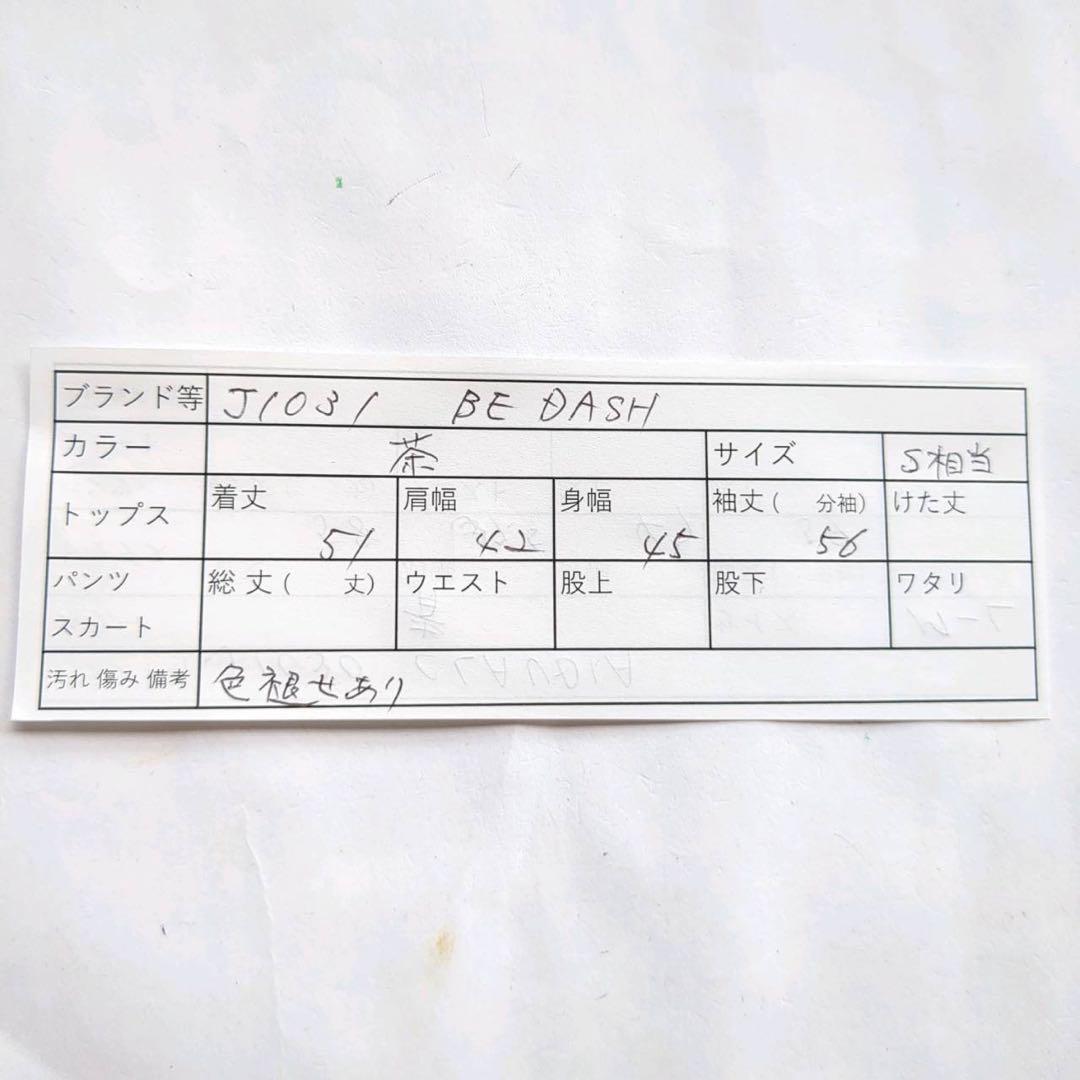 ブランド等 J1031 BE DASH
カラー 茶 サイズ S相当
トップス 着丈 51 肩幅 42 身幅 45 袖丈( 分袖) 56 けた丈
パンツ スカート 総丈( 丈) ウエスト 股上 股下 ワタリ
汚れ 傷み 備考 色褪せあり